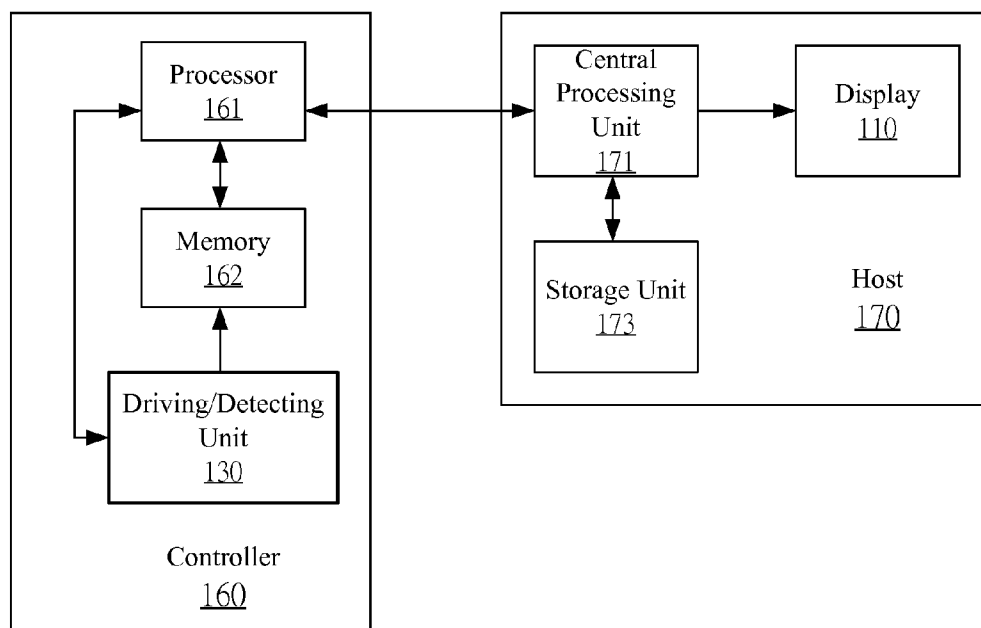 Processor
161
Memory
162
Driving/Detecting
Unit
130
Controller
160
Central
Processing
Unit
171
Display
110
Storage Unit
173
Host
170